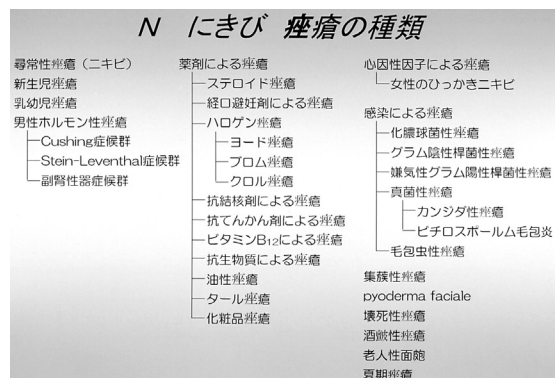 N にきび 痤瘡の種類
尋常性痤瘡（ニキビ）
新生児痤瘡
乳幼児痤瘡
男性ホルモン性痤瘡
Cushing症候群
Stein-Leventhal症候群
副腎性器症候群
薬剤による痤瘡
ステロイド痤瘡
経口避妊剤による痤瘡
ハロゲン痤瘡
ヨード痤瘡
ブロム痤瘡
クロル痤瘡
抗結核剤による痤瘡
抗てんかん剤による痤瘡
ビタミンB₁₂による痤瘡
抗生物質による痤瘡
油性痤瘡
タール痤瘡
化粧品痤瘡
心因性因子による痤瘡
女性のひっかきニキビ
感染による痤瘡
化膿球菌性痤瘡
グラム陰性桿菌性痤瘡
嫌気性グラム陽性桿菌性痤瘡
真菌性痤瘡
カンジダ性痤瘡
ピチロスポールム毛包炎
毛包虫性痤瘡
集簇性痤瘡
pyoderma faciale
壊死性痤瘡
酒皶性痤瘡
老人性面皰
夏期痤瘡